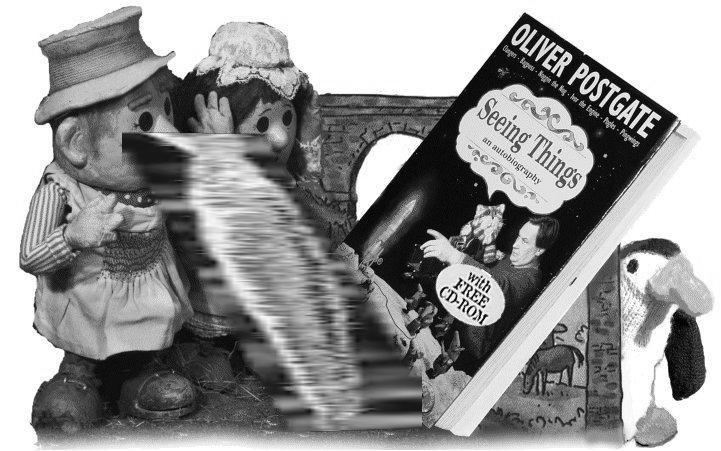 OLIVER POSTGATE
Clangers · Bagpuss · Noggin the Nog · Ivor the Engine · Pogles · Pingwings
Seeing Things
an autobiography
with
FREE
CD-ROM